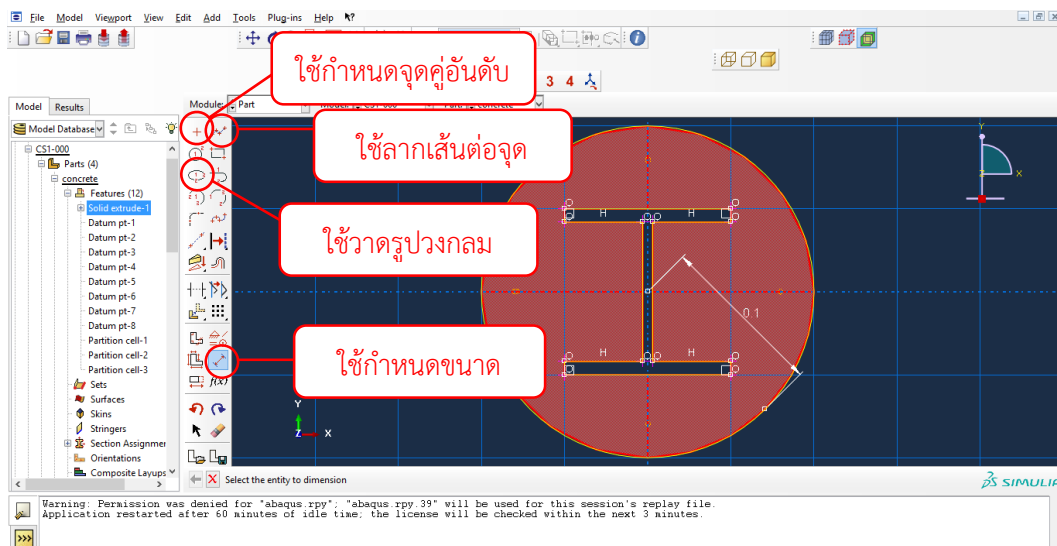 File Model Viewport View Edit Add Tools Plug-ins Help
ใช้กำหนดจุดคู่อันดับ
3 4
Model Results
Module: Part
Model Database
ใช้ลากเส้นต่อจุด
CS1-000
Parts (4)
concrete
Features (12)
Solid extrude-1
Datum pt-1
Datum pt-2
Datum pt-3
Datum pt-4
Datum pt-5
Datum pt-6
Datum pt-7
Datum pt-8
Partition cell-1
Partition cell-2
Partition cell-3
Sets
Surfaces
Skins
Stringers
Section Assignmer
Orientations
Composite Layups
ใช้วาดรูปวงกลม
ใช้กำหนดขนาด
f(x)
H H
H H
0.1
Y
X
Y
Z X
Select the entity to dimension
SIMULIA
Warning: Permission was denied for "abaqus.rpy"; "abaqus.rpy.39" will be used for this session's replay file.
Application restarted after 60 minutes of idle time; the license will be checked within the next 3 minutes.
>>>